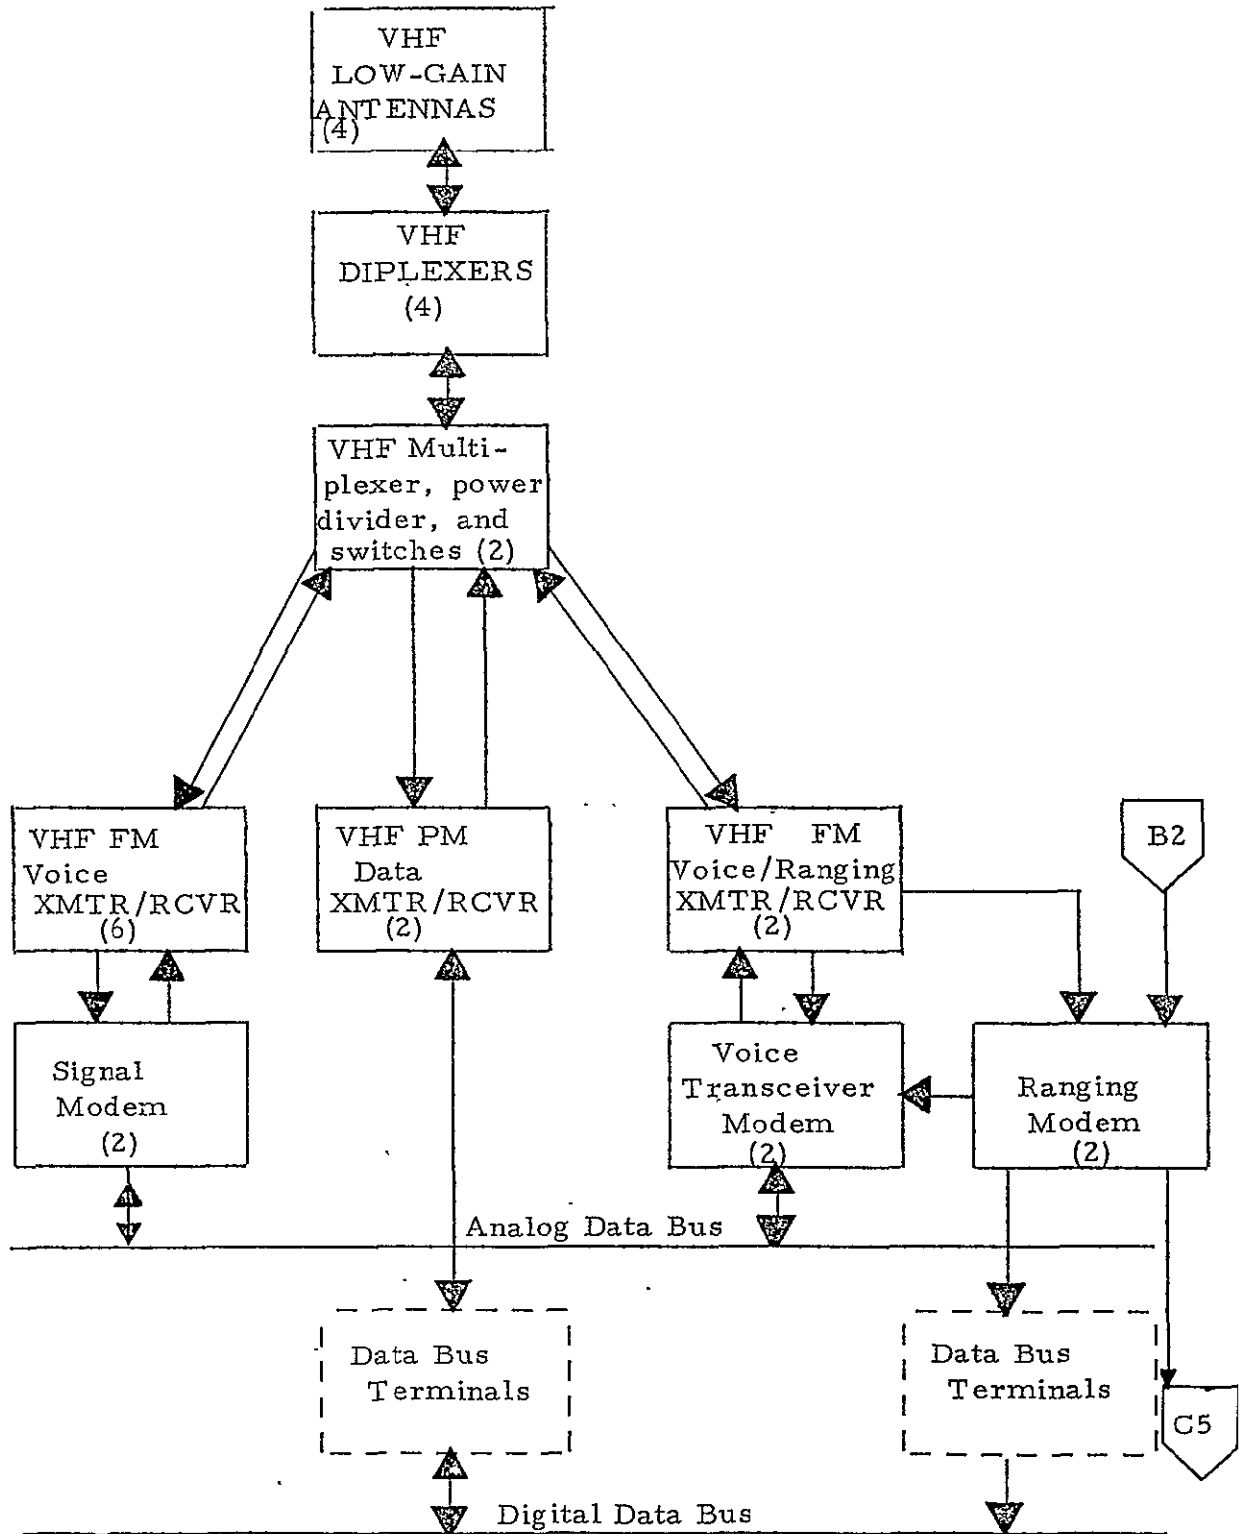 VHF
LOW-GAIN
ANTENNAS
(4)
VHF
DIPLEXERS
(4)
VHF Multi-
plexer, power
divider, and
switches (2)
VHF FM
Voice
XMTR/RCVR
(6)
VHF PM
Data
XMTR/RCVR
(2)
VHF FM
Voice/Ranging
XMTR/RCVR
(2)
B2
Signal
Modem
(2)
Voice
Transceiver
Modem
(2)
Ranging
Modem
(2)
Analog Data Bus
Data Bus
Terminals
Data Bus
Terminals
C5
Digital Data Bus